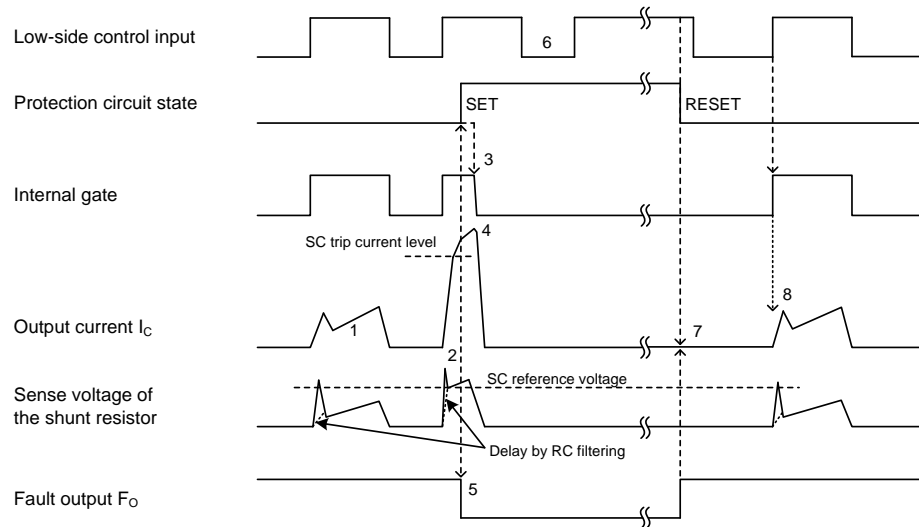 Low-side control input
6
Protection circuit state
SET
RESET
3
Internal gate
SC trip current level
4
Output current IC
1
7
8
2
SC reference voltage
Sense voltage of
the shunt resistor
Delay by RC filtering
5
Fault output FO